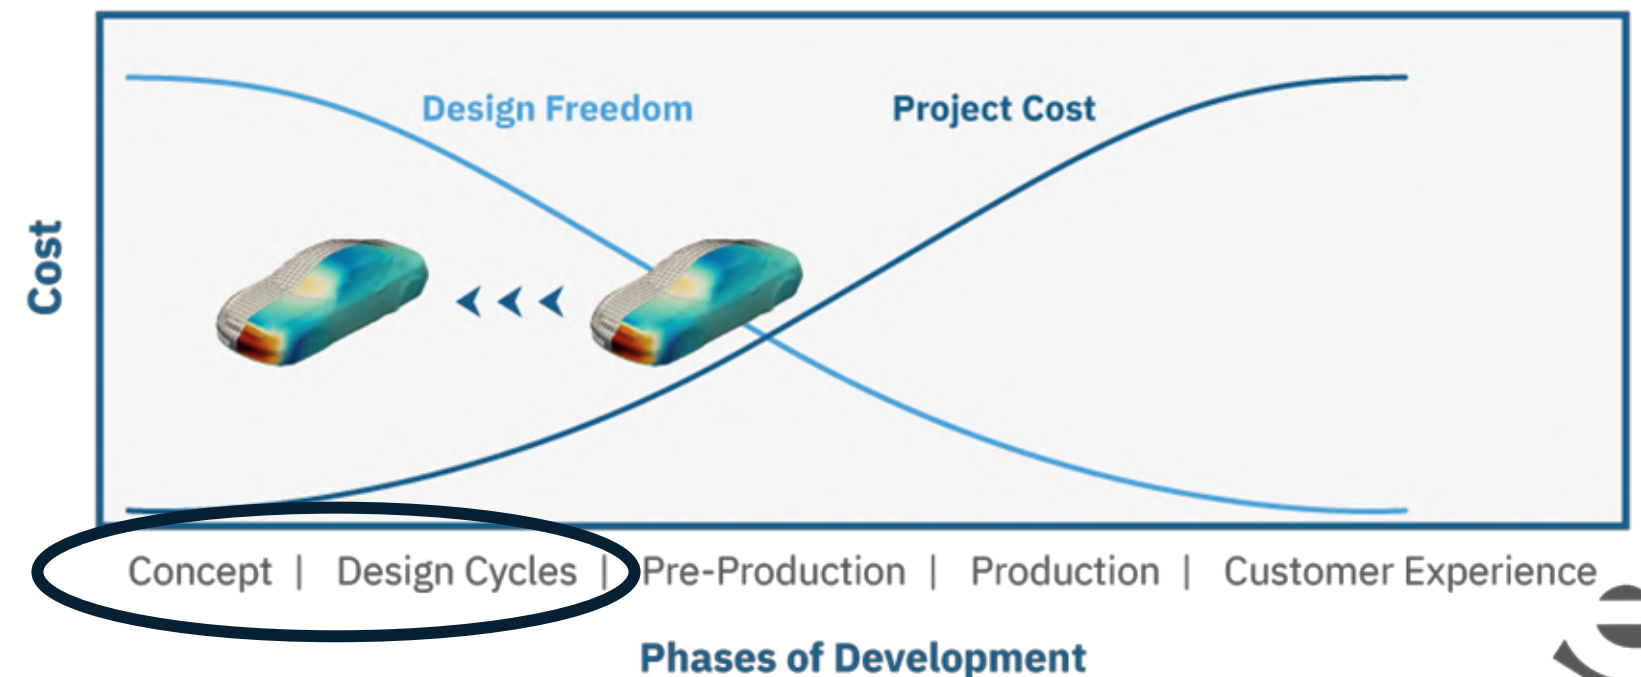 Design Freedom
Project Cost
Cost
Concept | Design Cycles | Pre-Production | Production | Customer Experience
Phases of Development